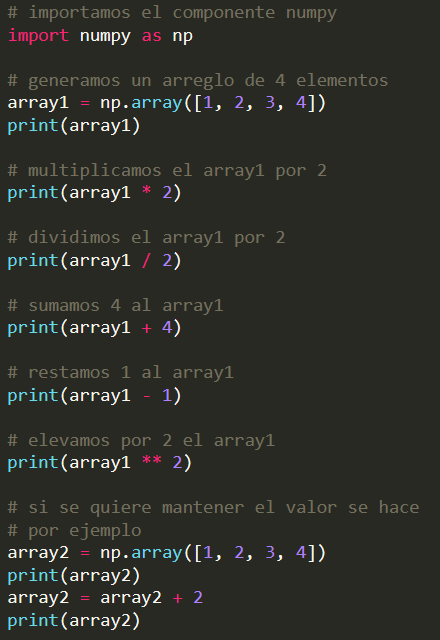 # importamos el componente numpy
import numpy as np
# generamos un arreglo de 4 elementos
array1 = np.array([1, 2, 3, 4])
print(array1)
# multiplicamos el array1 por 2
print(array1 * 2)
# dividimos el array1 por 2
print(array1 / 2)
# sumamos 4 al array1
print(array1 + 4)
# restamos 1 al array1
print(array1 - 1)
# elevamos por 2 el array1
print(array1 ** 2)
# si se quiere mantener el valor se hace
# por ejemplo
array2 = np.array([1, 2, 3, 4])
print(array2)
array2 = array2 + 2
print(array2)